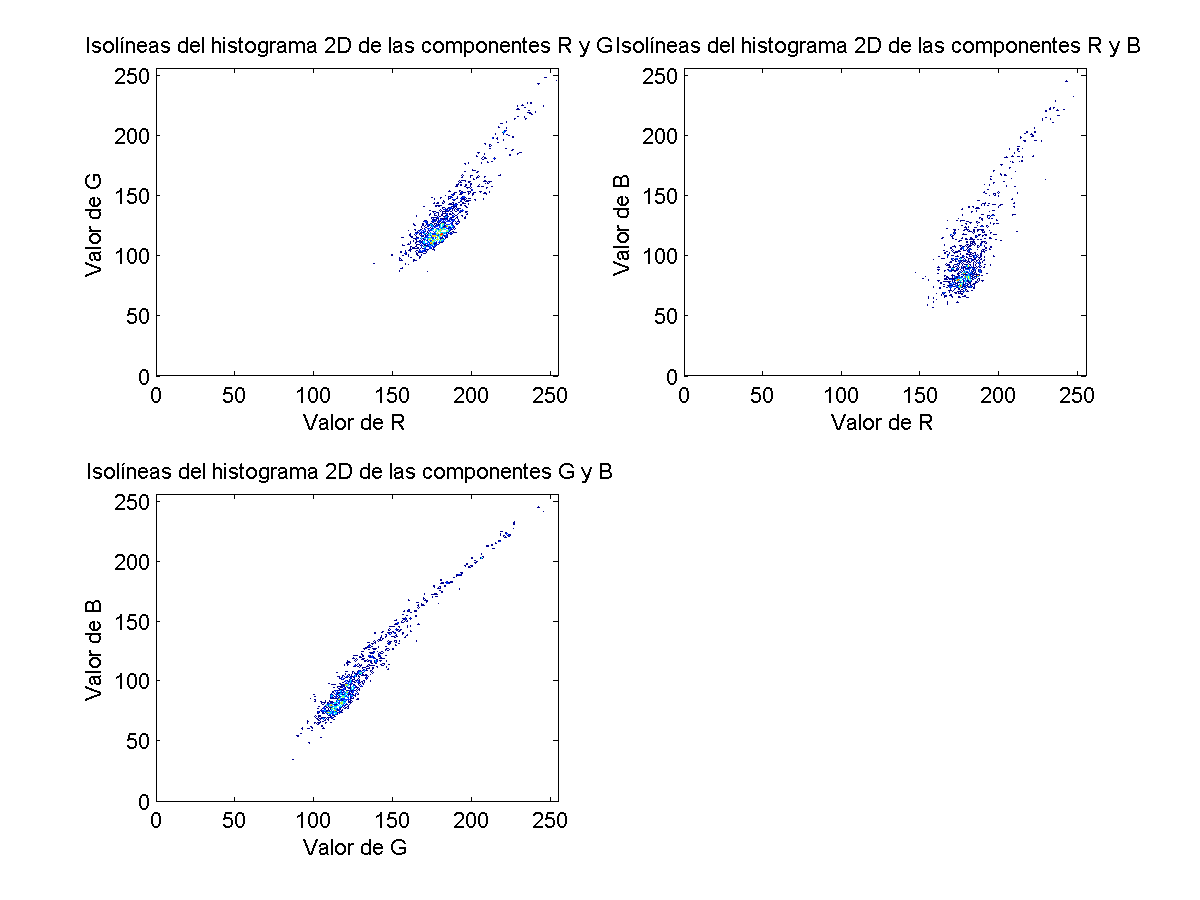 Isolíneas del histograma 2D de las componentes R y G
Valor de G
250
200
150
100
50
0
0 50 100 150 200 250
Valor de R
Isolíneas del histograma 2D de las componentes R y B
Valor de B
250
200
150
100
50
0
0 50 100 150 200 250
Valor de R
Isolíneas del histograma 2D de las componentes G y B
Valor de B
250
200
150
100
50
0
0 50 100 150 200 250
Valor de G